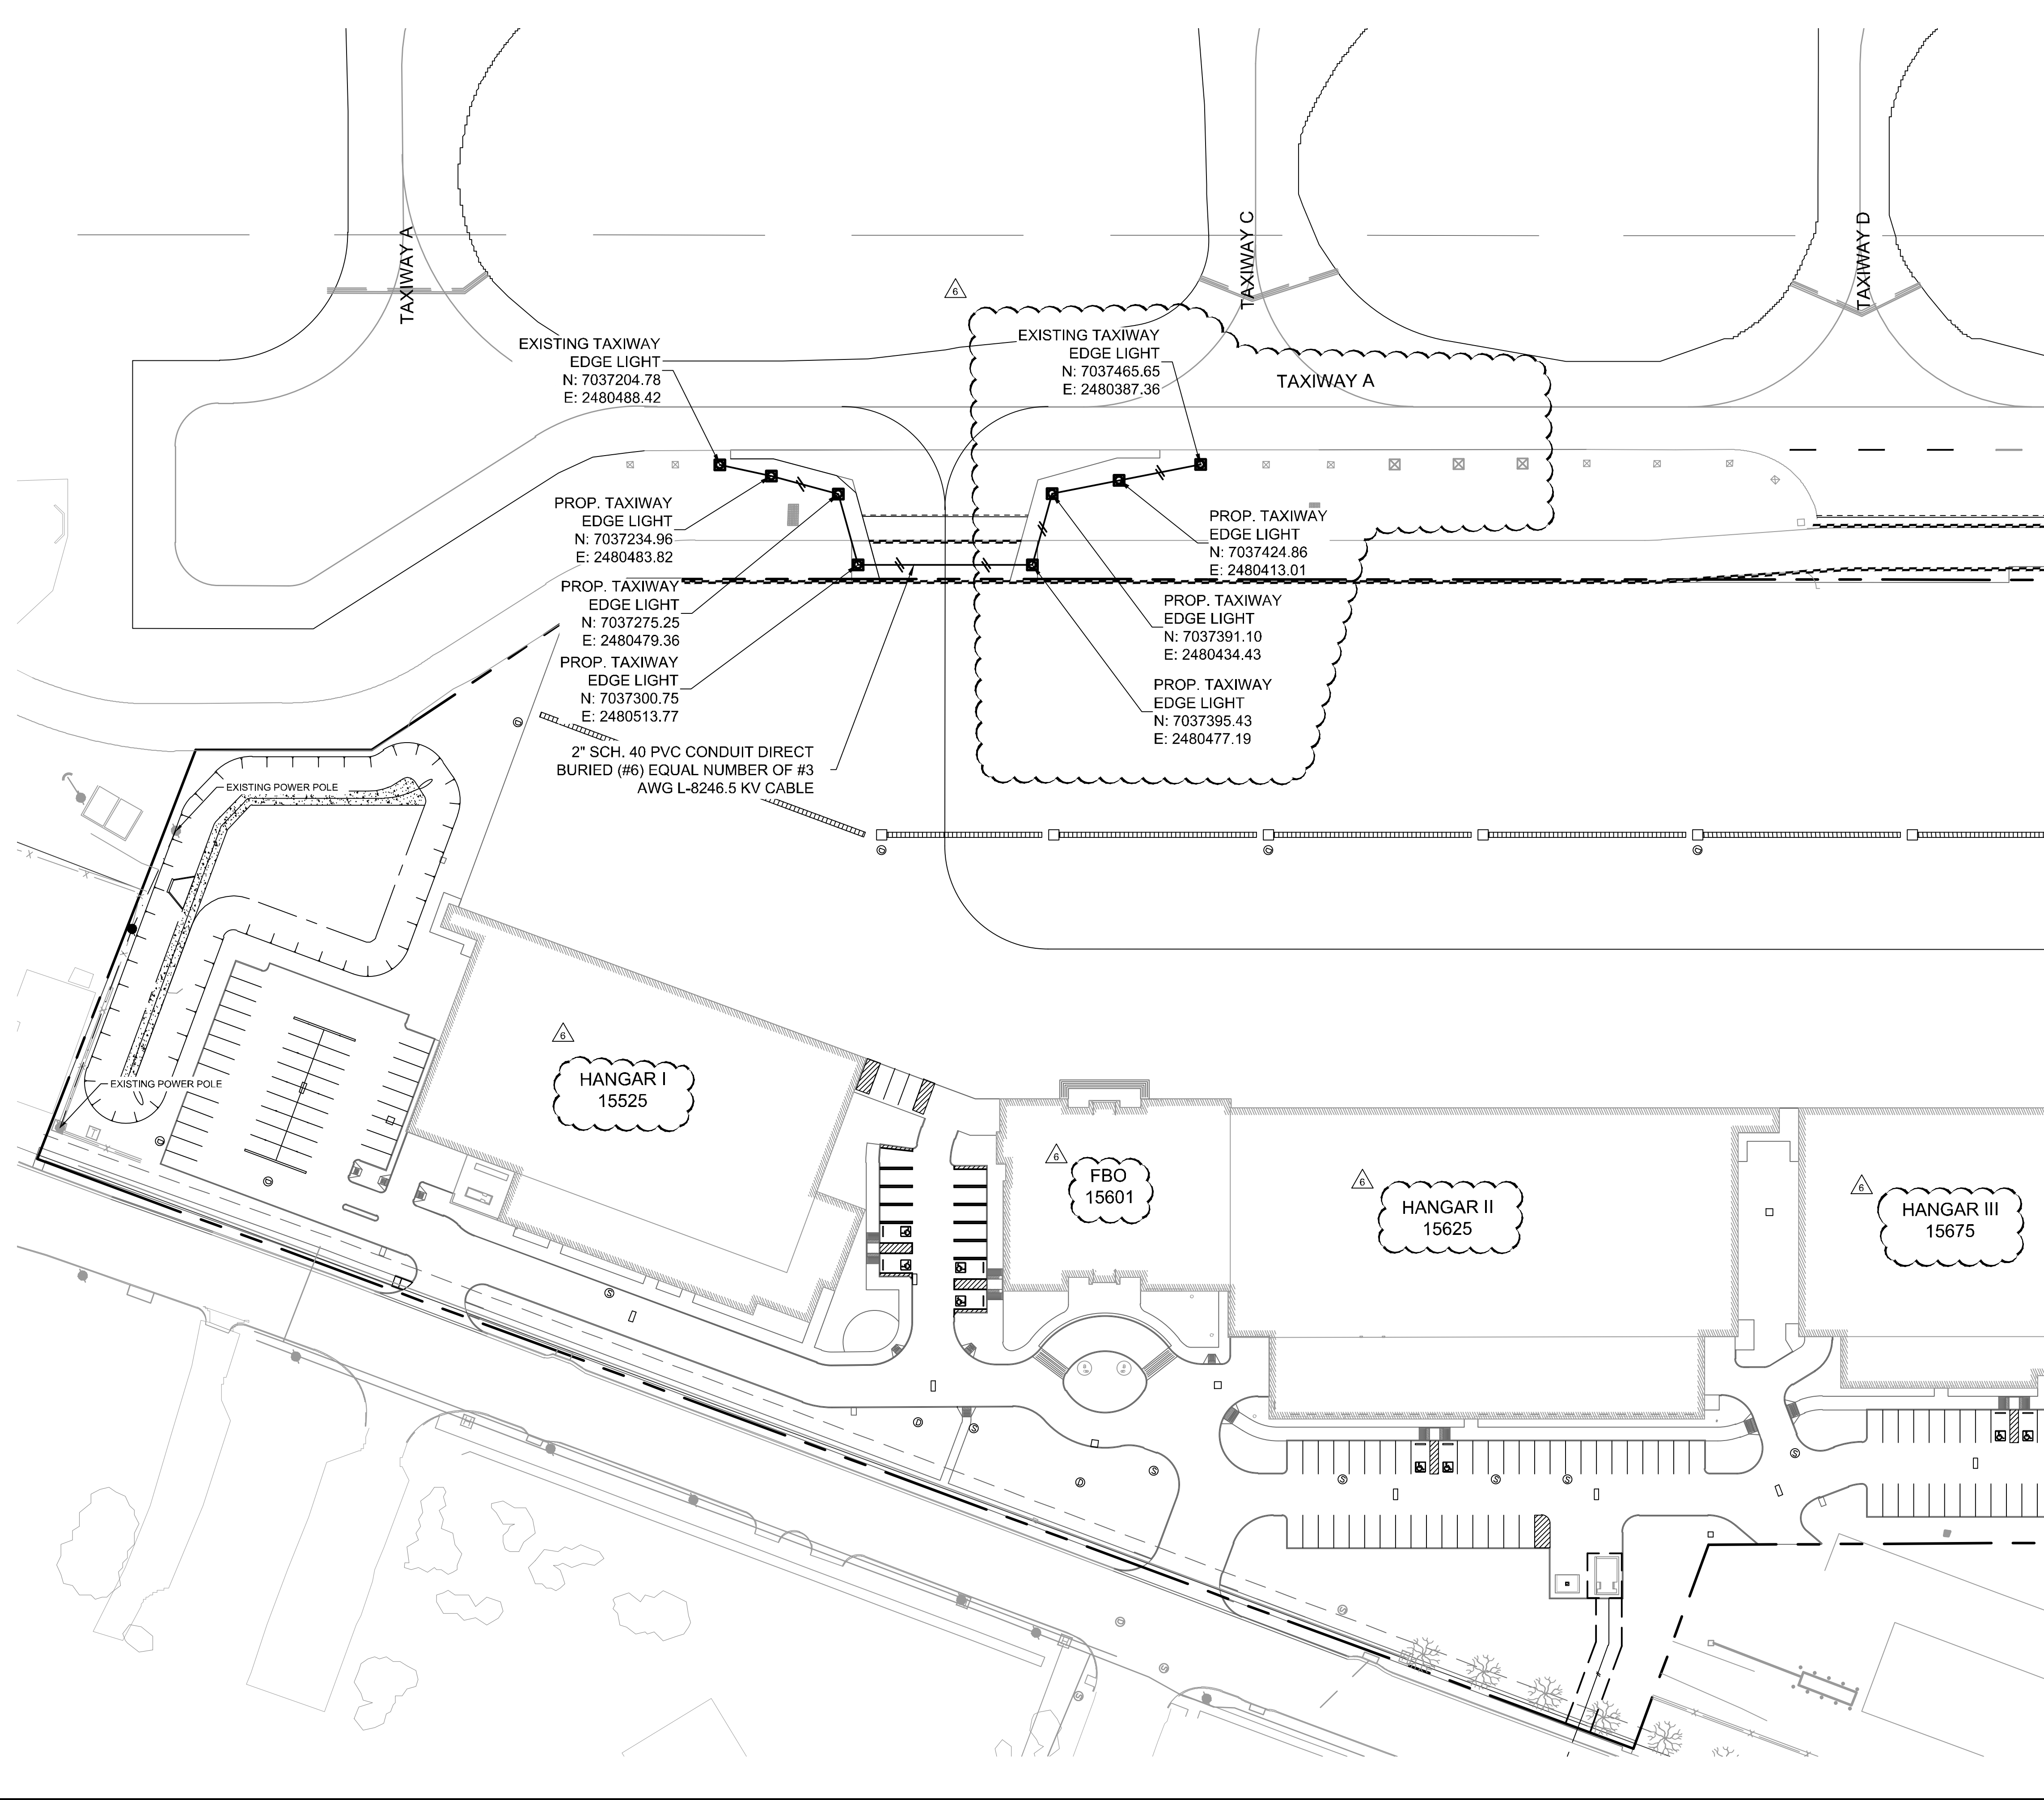 TAXIWAY A
TAXIWAY C
TAXIWAY D
6
EXISTING TAXIWAY
EDGE LIGHT
N: 7037204.78
E: 2480488.42
EXISTING TAXIWAY
EDGE LIGHT
N: 7037465.65
E: 2480387.36
TAXIWAY A
PROP. TAXIWAY
EDGE LIGHT
N: 7037234.96
E: 2480483.82
PROP. TAXIWAY
EDGE LIGHT
N: 7037424.86
E: 2480413.01
PROP. TAXIWAY
EDGE LIGHT
N: 7037275.25
E: 2480479.36
PROP. TAXIWAY
EDGE LIGHT
N: 7037391.10
E: 2480434.43
PROP. TAXIWAY
EDGE LIGHT
N: 7037300.75
E: 2480513.77
PROP. TAXIWAY
EDGE LIGHT
N: 7037395.43
E: 2480477.19
2" SCH. 40 PVC CONDUIT DIRECT
BURIED (#6) EQUAL NUMBER OF #3
AWG L-8246.5 KV CABLE
EXISTING POWER POLE
EXISTING POWER POLE
6
HANGAR I
15525
6
FBO
15601
6
HANGAR II
15625
6
HANGAR III
15675